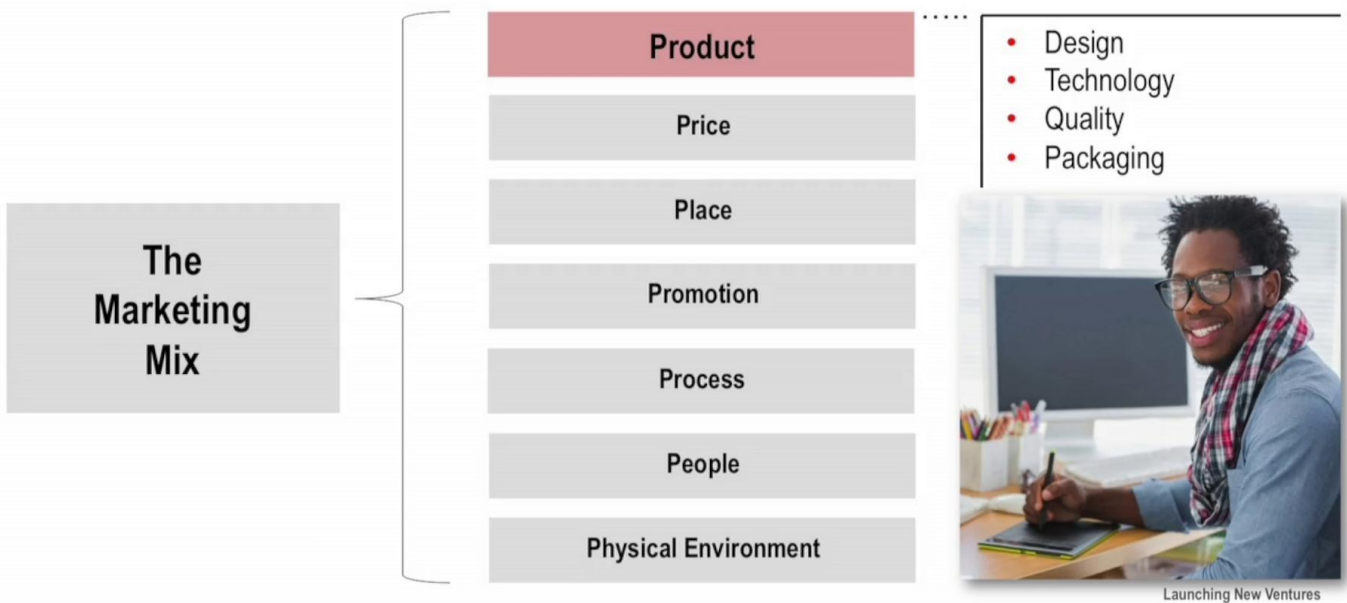 The
Marketing
Mix
Product
Price
Place
Promotion
Process
People
Physical Environment
• Design
• Technology
• Quality
• Packaging
Launching New Ventures